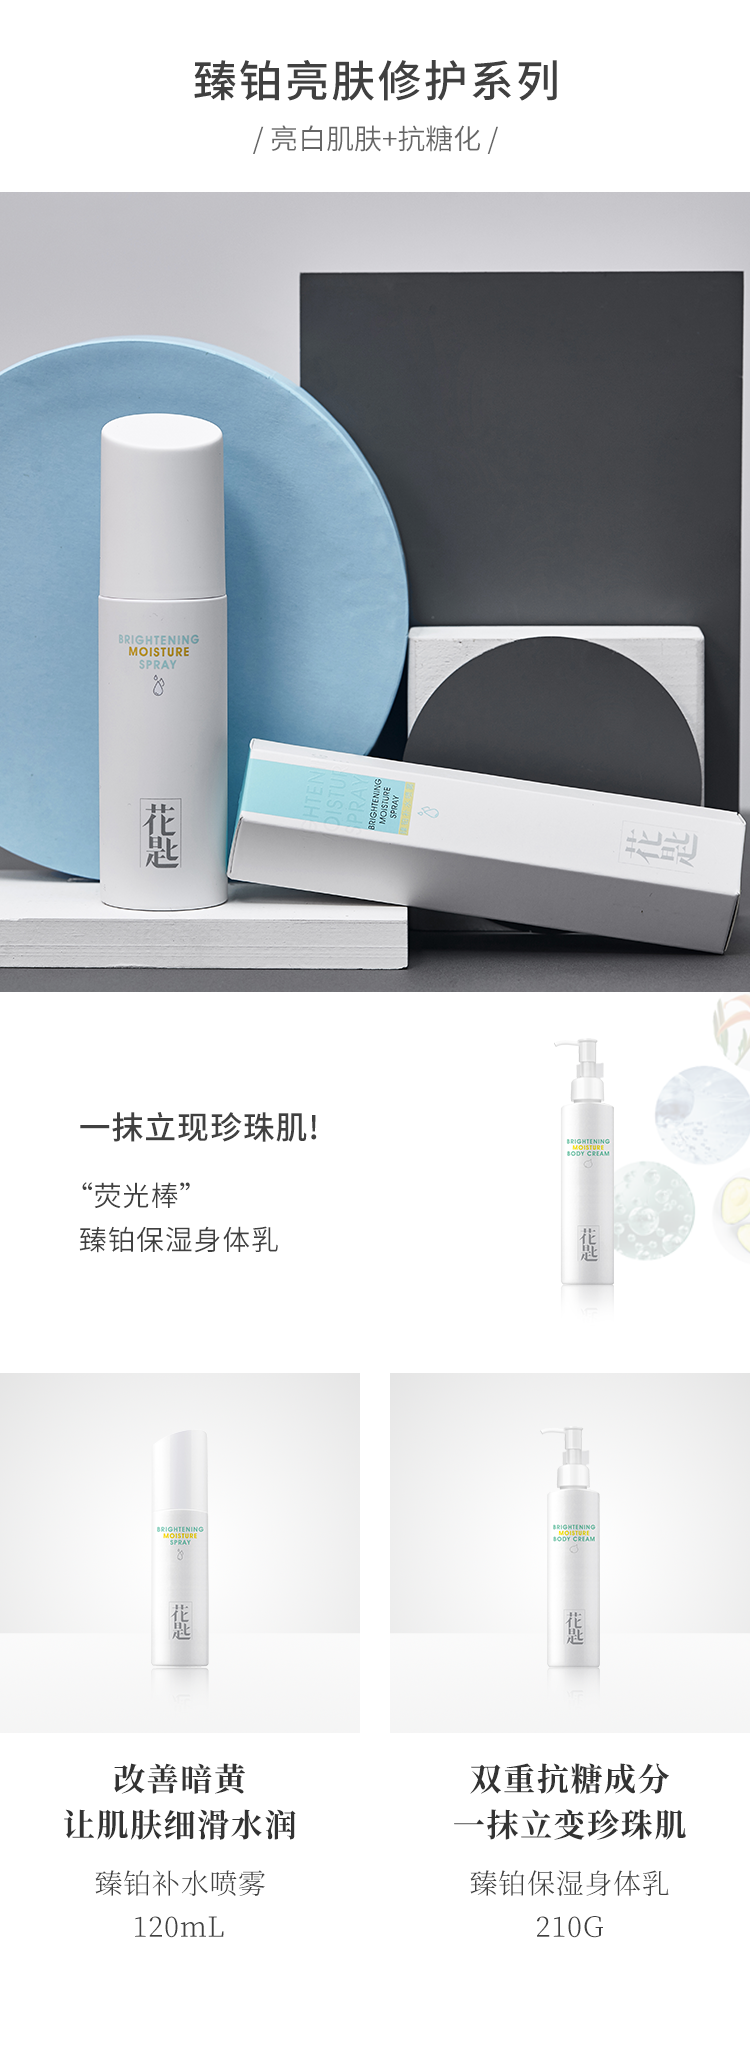 臻铂亮肤修护系列
/ 亮白肌肤+抗糖化 /
BRIGHTENING
MOISTURE
SPRAY
花匙
BRIGHTENING
MOISTURE
SPRAY
花匙
一抹立现珍珠肌!
“荧光棒”
臻铂保湿身体乳
BRIGHTENING
MOISTURE
BODY CREAM
花匙
BRIGHTENING
MOISTURE
SPRAY
花匙
BRIGHTENING
MOISTURE
BODY CREAM
花匙
改善暗黄
让肌肤细滑水润
臻铂补水喷雾
120mL
双重抗糖成分
一抹立变珍珠肌
臻铂保湿身体乳
210G